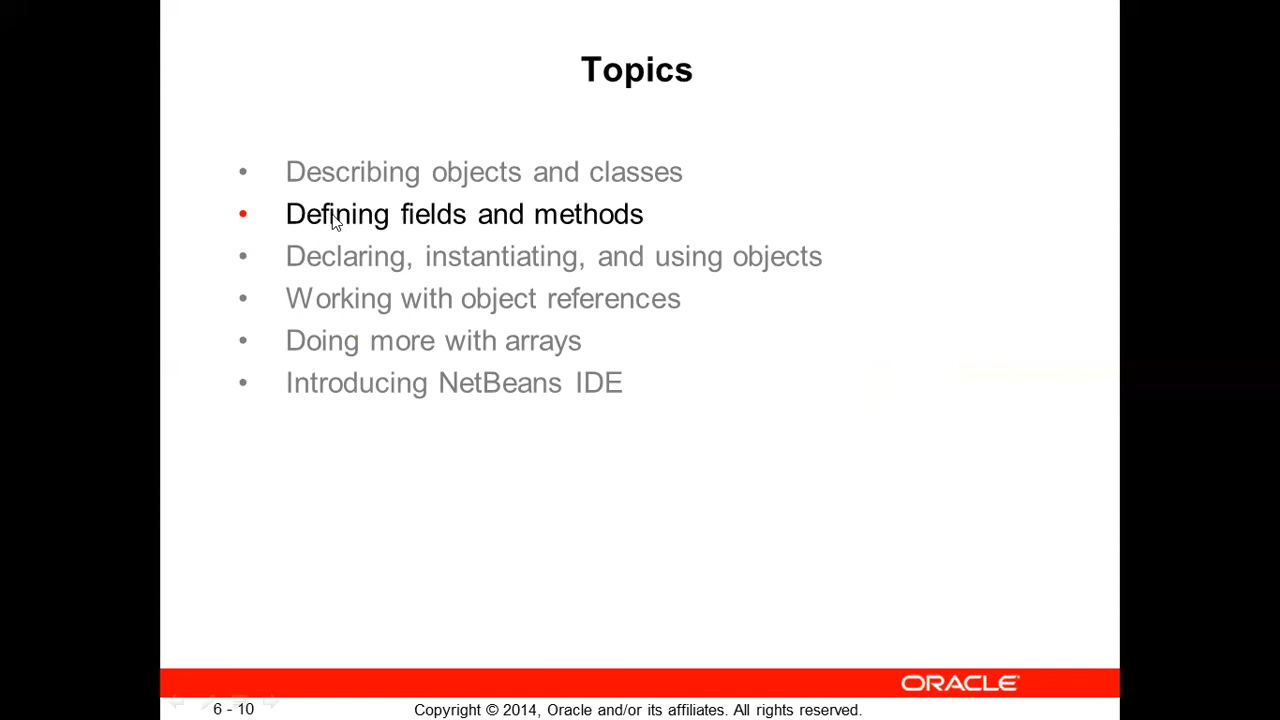 Topics
• Describing objects and classes
• Defining fields and methods
• Declaring, instantiating, and using objects
• Working with object references
• Doing more with arrays
• Introducing NetBeans IDE
ORACLE
6 - 10
Copyright © 2014, Oracle and/or its affiliates. All rights reserved.